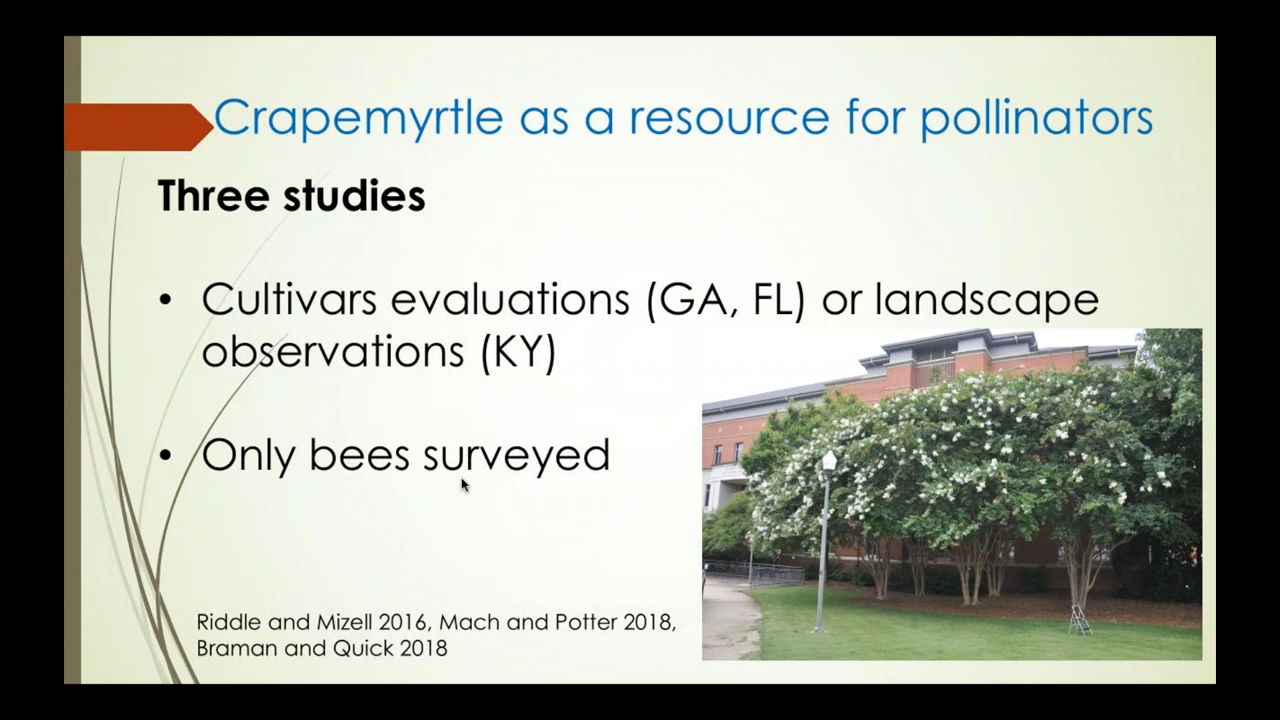 Crapemyrtle as a resource for pollinators
Three studies
• Cultivars evaluations (GA, FL) or landscape
observations (KY)
• Only bees surveyed
Riddle and Mizell 2016, Mach and Potter 2018,
Braman and Quick 2018